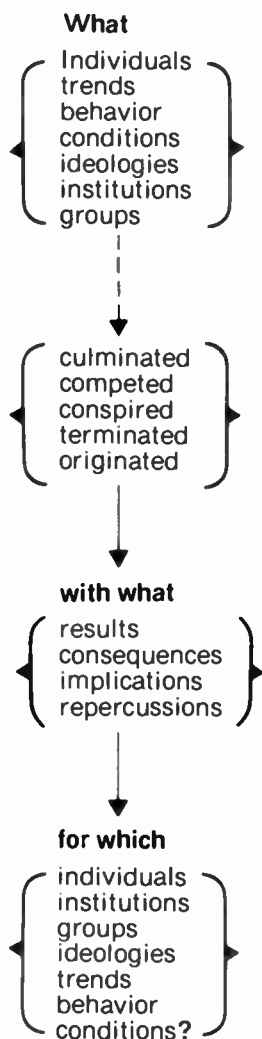 What
Individuals
trends
behavior
conditions
ideologies
institutions
groups
culminated
competed
conspired
terminated
originated
with what
results
consequences
implications
repercussions
for which
individuals
institutions
groups
ideologies
trends
behavior
conditions?